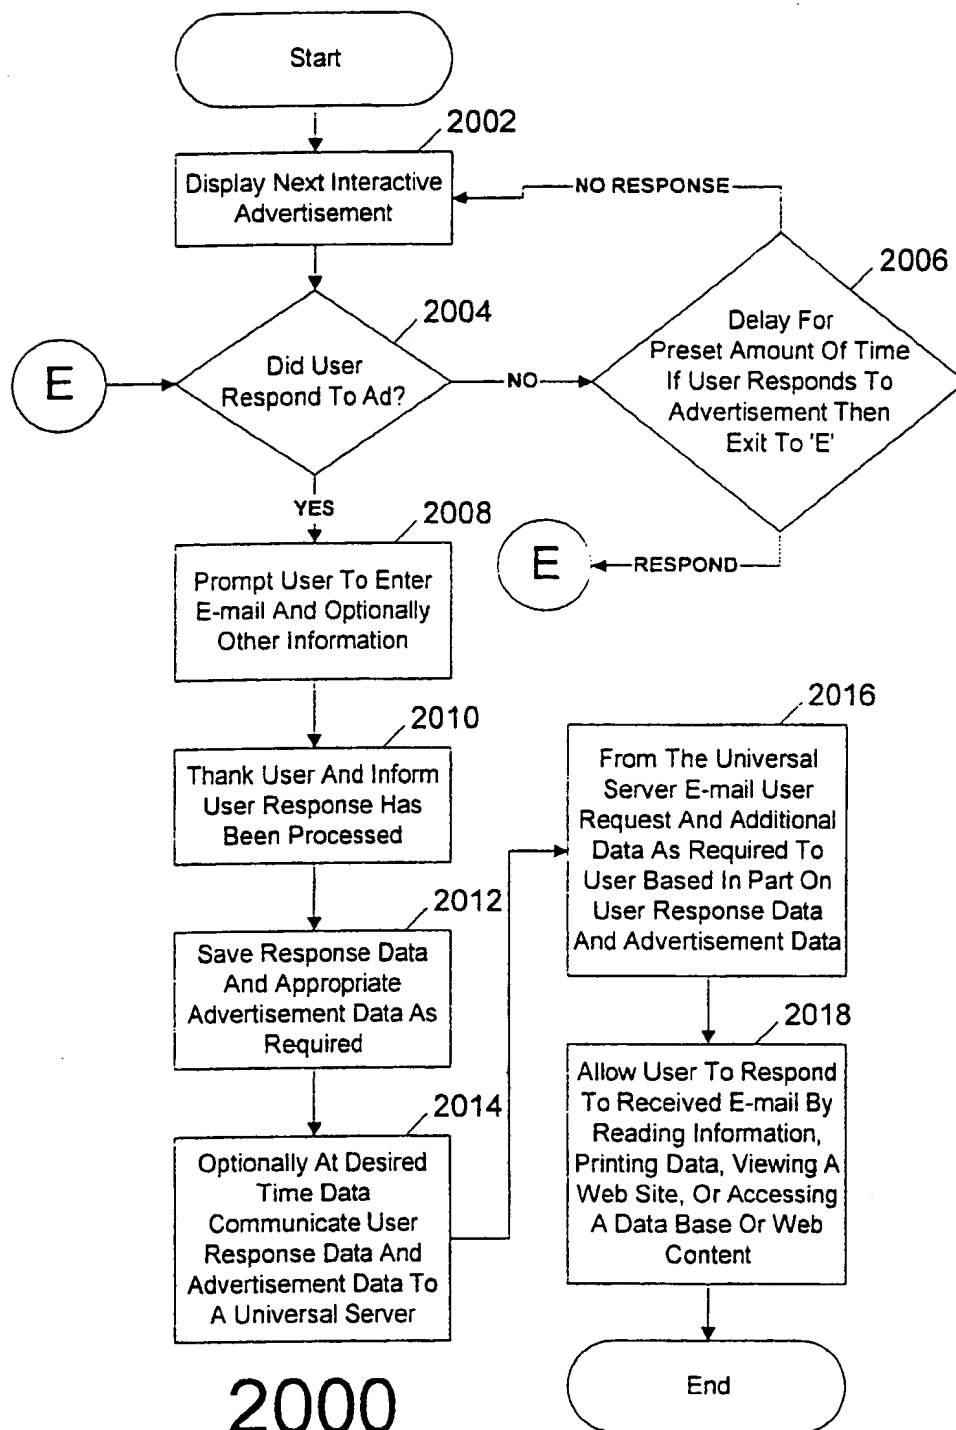 Start
2002
Display Next Interactive
Advertisement
NO RESPONSE
2004
Did User
Respond To Ad?
E
NO
2006
Delay For
Preset Amount Of Time
If User Responds To
Advertisement Then
Exit To 'E'
YES
RESPOND
E
2008
Prompt User To Enter
E-mail And Optionally
Other Information
2010
Thank User And Inform
User Response Has
Been Processed
2012
Save Response Data
And Appropriate
Advertisement Data As
Required
2014
Optionally At Desired
Time Data
Communicate User
Response Data And
Advertisement Data To
A Universal Server
2016
From The Universal
Server E-mail User
Request And Additional
Data As Required To
User Based In Part On
User Response Data
And Advertisement Data
2018
Allow User To Respond
To Received E-mail By
Reading Information,
Printing Data, Viewing A
Web Site, Or Accessing
A Data Base Or Web
Content
End
2000